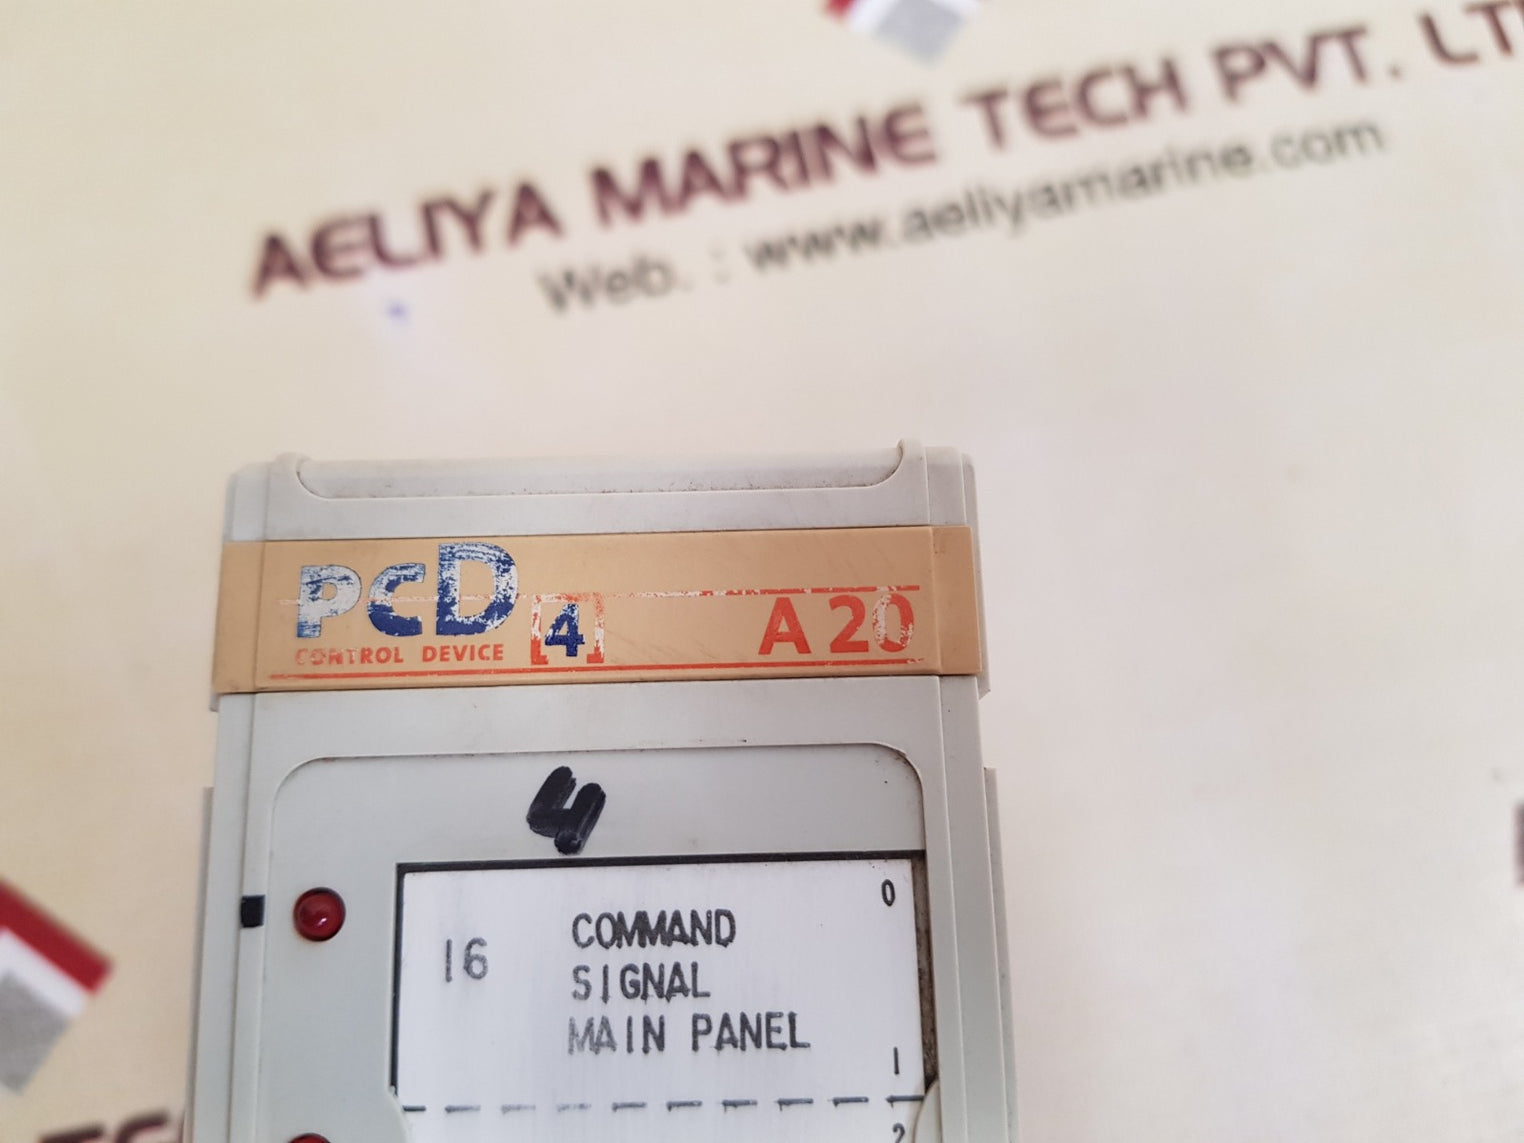 AELIYA MARINE TECH PVT. LT
Web. : www.aeliyamarine.com
PCD [4] A20
CONTROL DEVICE
4
0
16 COMMAND
SIGNAL
MAIN PANEL
1
2